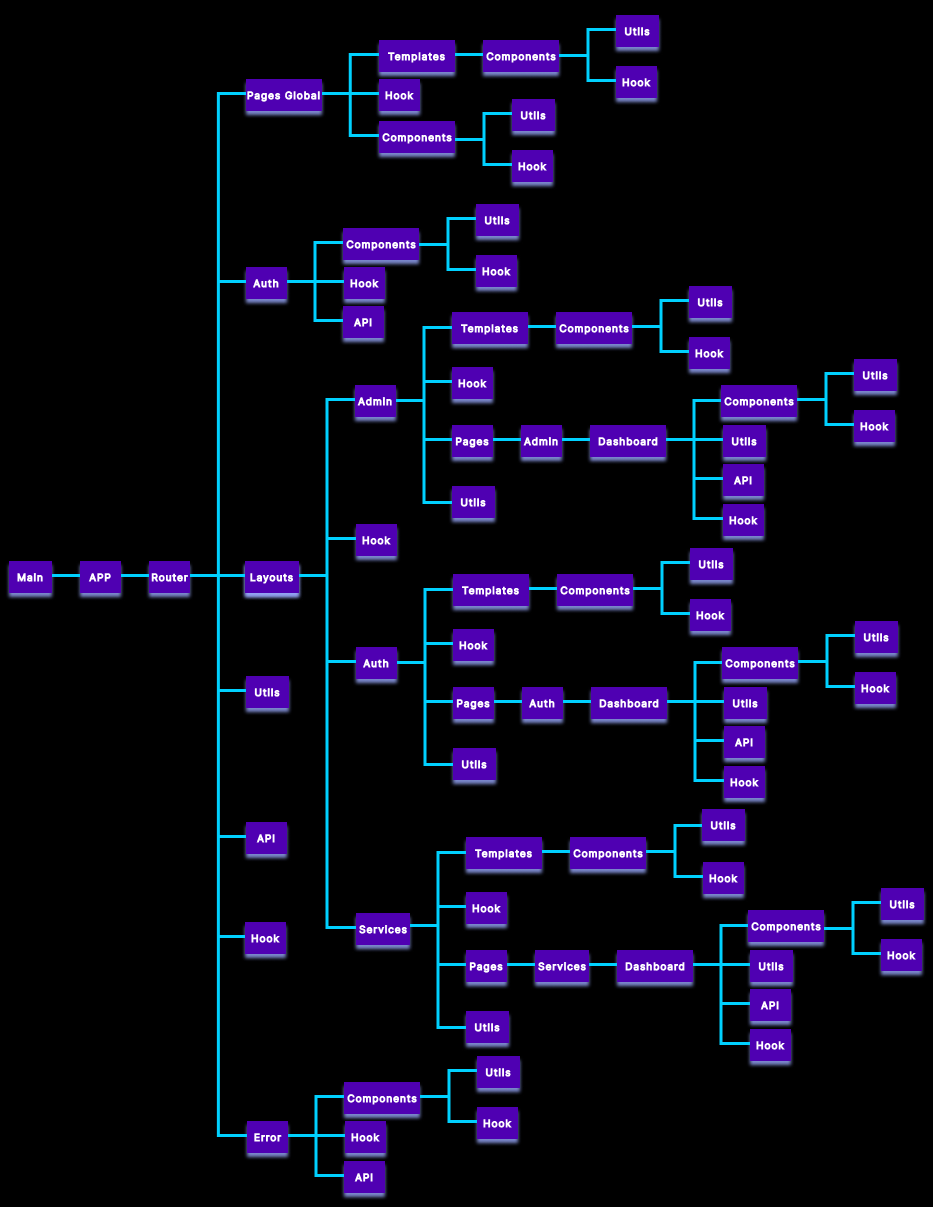 Utils
Templates
Components
Hook
Pages Global
Hook
Utils
Components
Hook
Utils
Components
Hook
Auth
Hook
API
Utils
Templates
Components
Hook
Utils
Hook
Admin
Components
Hook
Pages
Admin
Dashboard
Utils
API
Utils
Hook
Hook
Utils
Main
APP
Router
Layouts
Templates
Components
Hook
Utils
Hook
Auth
Components
Hook
Utils
Pages
Auth
Dashboard
Utils
API
Utils
Hook
Utils
API
Templates
Components
Hook
Utils
Hook
Services
Components
Hook
Hook
Pages
Services
Dashboard
Utils
API
Utils
Hook
Utils
Components
Hook
Error
Hook
API